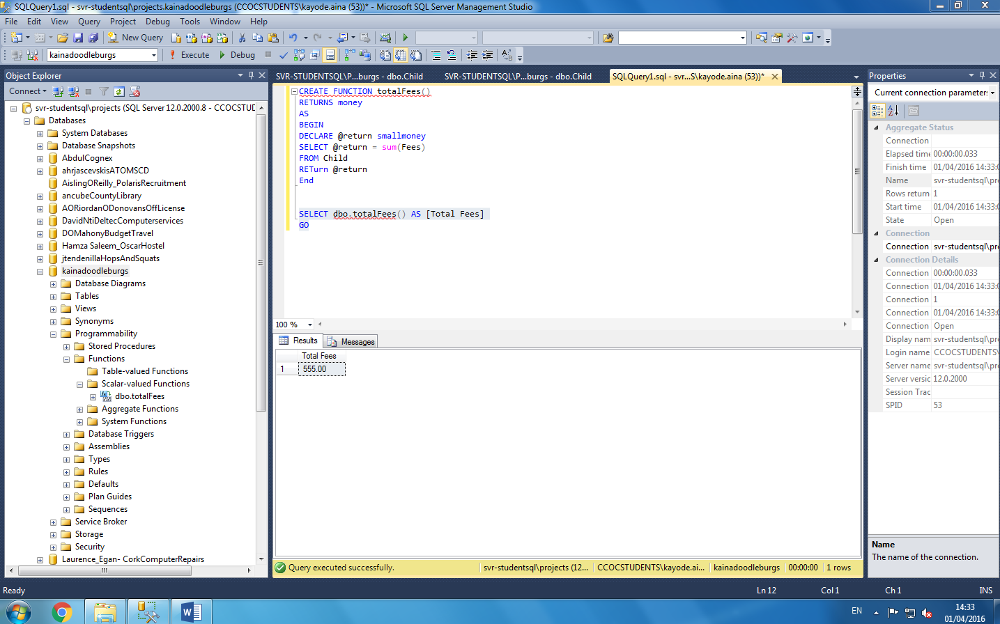 SQLQuery1.sql - svr-studentsql\projects.kainadoodleburgs (CCOCSTUDENTS\kayode.aina (53))* - Microsoft SQL Server Management Studio
File Edit View Query Project Debug Tools Window Help
New Query
kainadoodleburgs Execute Debug
Object Explorer
Connect
svr-studentsql\projects (SQL Server 12.0.2000.8 - CCOCSTUD
Databases
System Databases
Database Snapshots
AbdulCognex
ahrjascevskisATOMSCD
AislingOReilly_PolarisRecruitment
ancubeCountyLibrary
AORiordanODonovansOffLicense
DavidNtiDeltecComputerservices
DOMahonyBudgetTravel
Hamza Saleem_OscarHostel
jtendenillaHopsAndSquats
kainadoodleburgs
Database Diagrams
Tables
Views
Synonyms
Programmability
Stored Procedures
Functions
Table-valued Functions
Scalar-valued Functions
dbo.totalFees
Aggregate Functions
System Functions
Database Triggers
Assemblies
Types
Rules
Defaults
Plan Guides
Sequences
Service Broker
Storage
Security
Laurence_Egan- CorkComputerRepairs
SVR-STUDENTSQL\P...burgs - dbo.Child SVR-STUDENTSQL\P...burgs - dbo.Child SQLQuery1.sql - svr...S\kayode.aina (53))*
CREATE FUNCTION totalFees()
RETURNS money
AS
BEGIN
DECLARE @return smallmoney
SELECT @return = sum(Fees)
FROM Child
RETurn @return
End
SELECT dbo.totalFees() AS [Total Fees]
GO
100 %
Results Messages
Total Fees
1 555.00
Query executed successfully. svr-studentsql\projects (12... CCOCSTUDENTS\kayode.ai... kainadoodleburgs 00:00:00 1 rows
Properties
Current connection parameters
Aggregate Status
Connection
Elapsed time 00:00:00.033
Finish time 01/04/2016 14:33:0
Name svr-studentsql\pro
Rows return 1
Start time 01/04/2016 14:33:0
State Open
Connection
Connection svr-studentsql\pro
Connection Details
Connection 00:00:00.033
Connection 01/04/2016 14:33:0
Connection 1
Connection 01/04/2016 14:33:0
Connection Open
Display nam svr-studentsql\pro
Login name CCOCSTUDENTS\
Server name svr-studentsql\pro
Server versic 12.0.2000
Session Trac
SPID 53
Name
The name of the connection.
Ready Ln 12 Col 1 Ch 1 INS
EN 14:33
01/04/2016